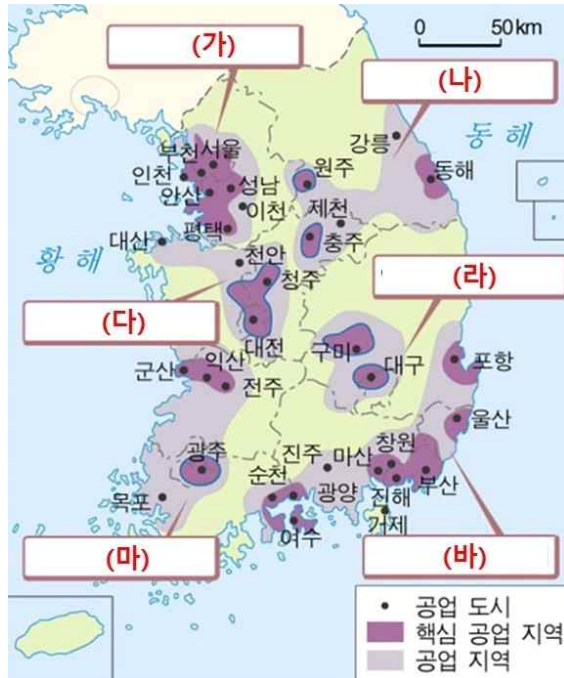 (가)
0 50 km
(나)
동 해
강릉
부천 서울
인천
안산
성남
이천
원주
동해
제천
대산
평택
충주
황 해
천안
청주
(다)
(라)
대전
구미
대구
포항
군산
익산
전주
울산
광주
진주
마산
창원
순천
광양
진해
부산
목포
여수
거제
(마)
(바)
공업 도시
핵심 공업 지역
공업 지역